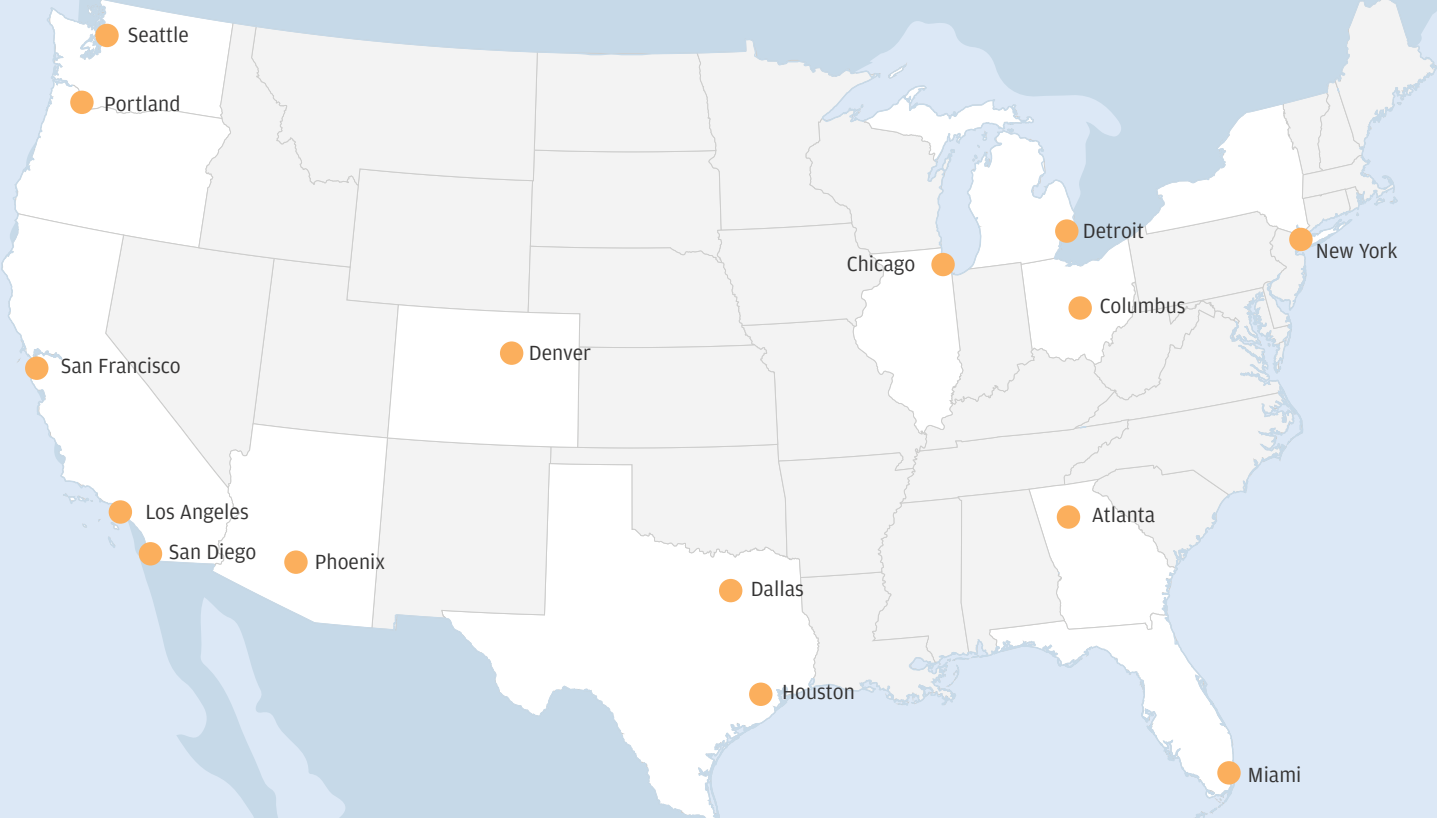 Seattle
Portland
Detroit
New York
Chicago
Columbus
Denver
San Francisco
Los Angeles
Atlanta
San Diego
Phoenix
Dallas
Houston
Miami